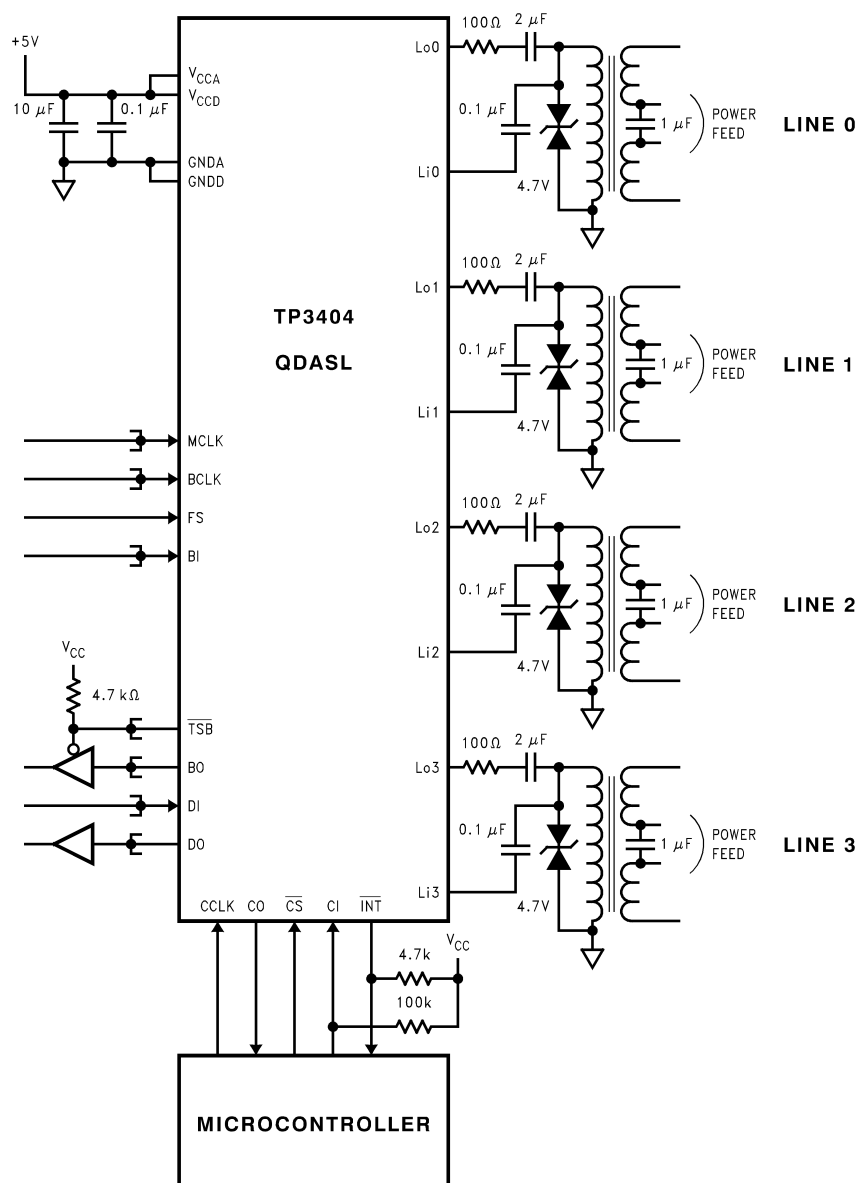 +5V
10 μF
0.1 μF
VCCA
VCCD
GNDA
GNDD
TP3404
QDASL
MCLK
BCLK
FS
BI
VCC
4.7 kΩ
TSB
BO
DI
DO
CCLK CO CS CI INT
Lo0
100Ω
2 μF
0.1 μF
Li0
4.7V
1 μF
POWER
FEED
LINE 0
Lo1
100Ω
2 μF
0.1 μF
Li1
4.7V
1 μF
POWER
FEED
LINE 1
Lo2
100Ω
2 μF
0.1 μF
Li2
4.7V
1 μF
POWER
FEED
LINE 2
Lo3
100Ω
2 μF
0.1 μF
Li3
4.7V
1 μF
POWER
FEED
LINE 3
VCC
4.7k
100k
MICROCONTROLLER